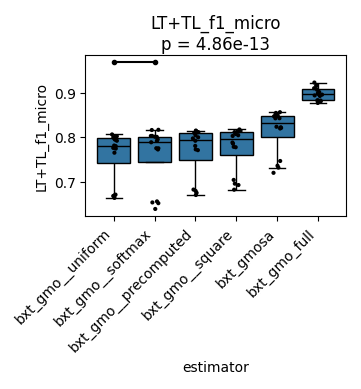 LT+TL_f1_micro
p = 4.86e-13
LT+TL_f1_micro
0.9
0.8
0.7
bxt_gmo__uniform
bxt_gmo__softmax
bxt_gmo__precomputed
bxt_gmo__square
bxt_gmosa
bxt_gmo_full
estimator